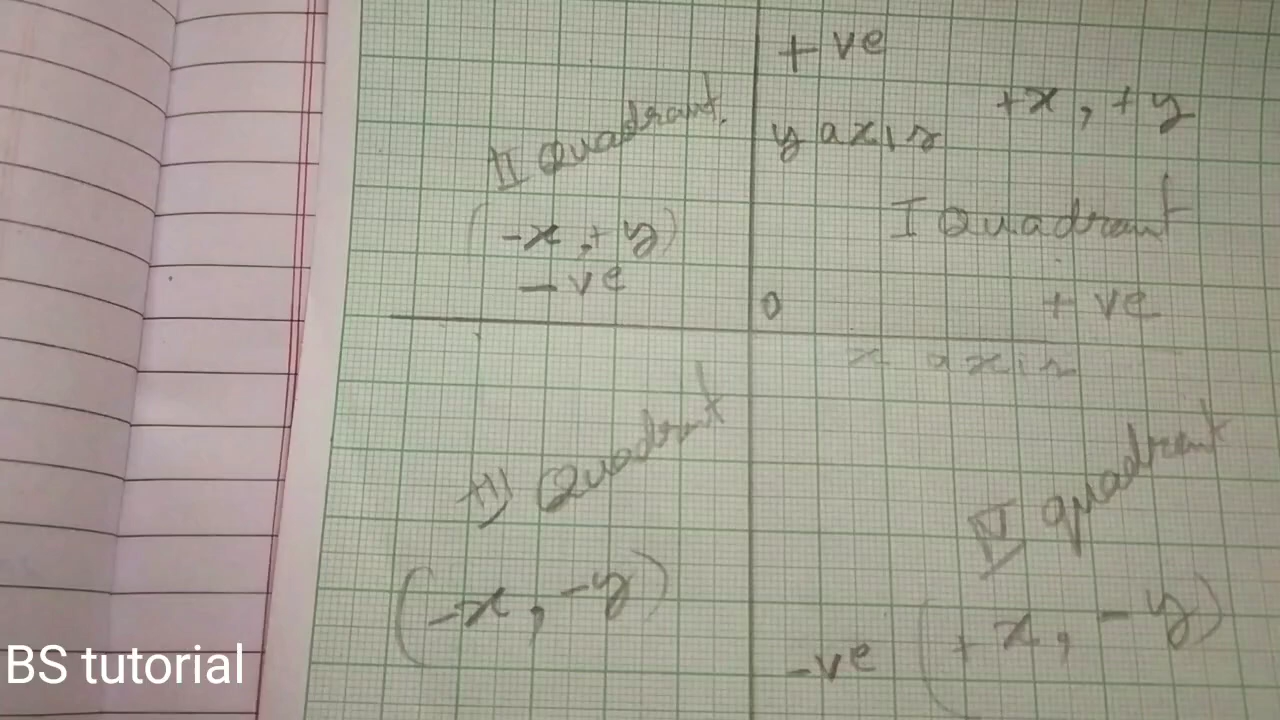 +ve
+x, +y
y axis
II Quadrant.
I Quadrant
(-x, +y)
-ve
+ve
0
x axis
III Quadrant
IV quadrant
(-x, -y)
(+x, -y)
-ve
BS tutorial